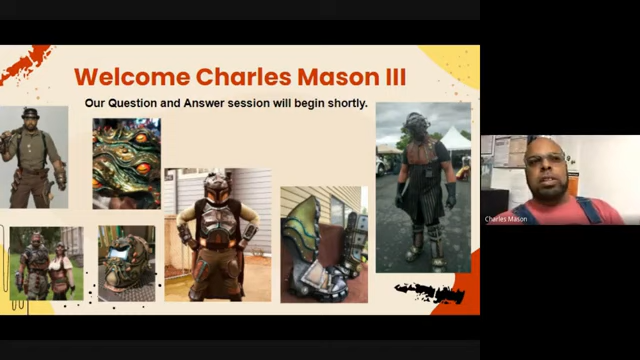 Welcome Charles Mason III
Our Question and Answer session will begin shortly.
Charles Mason